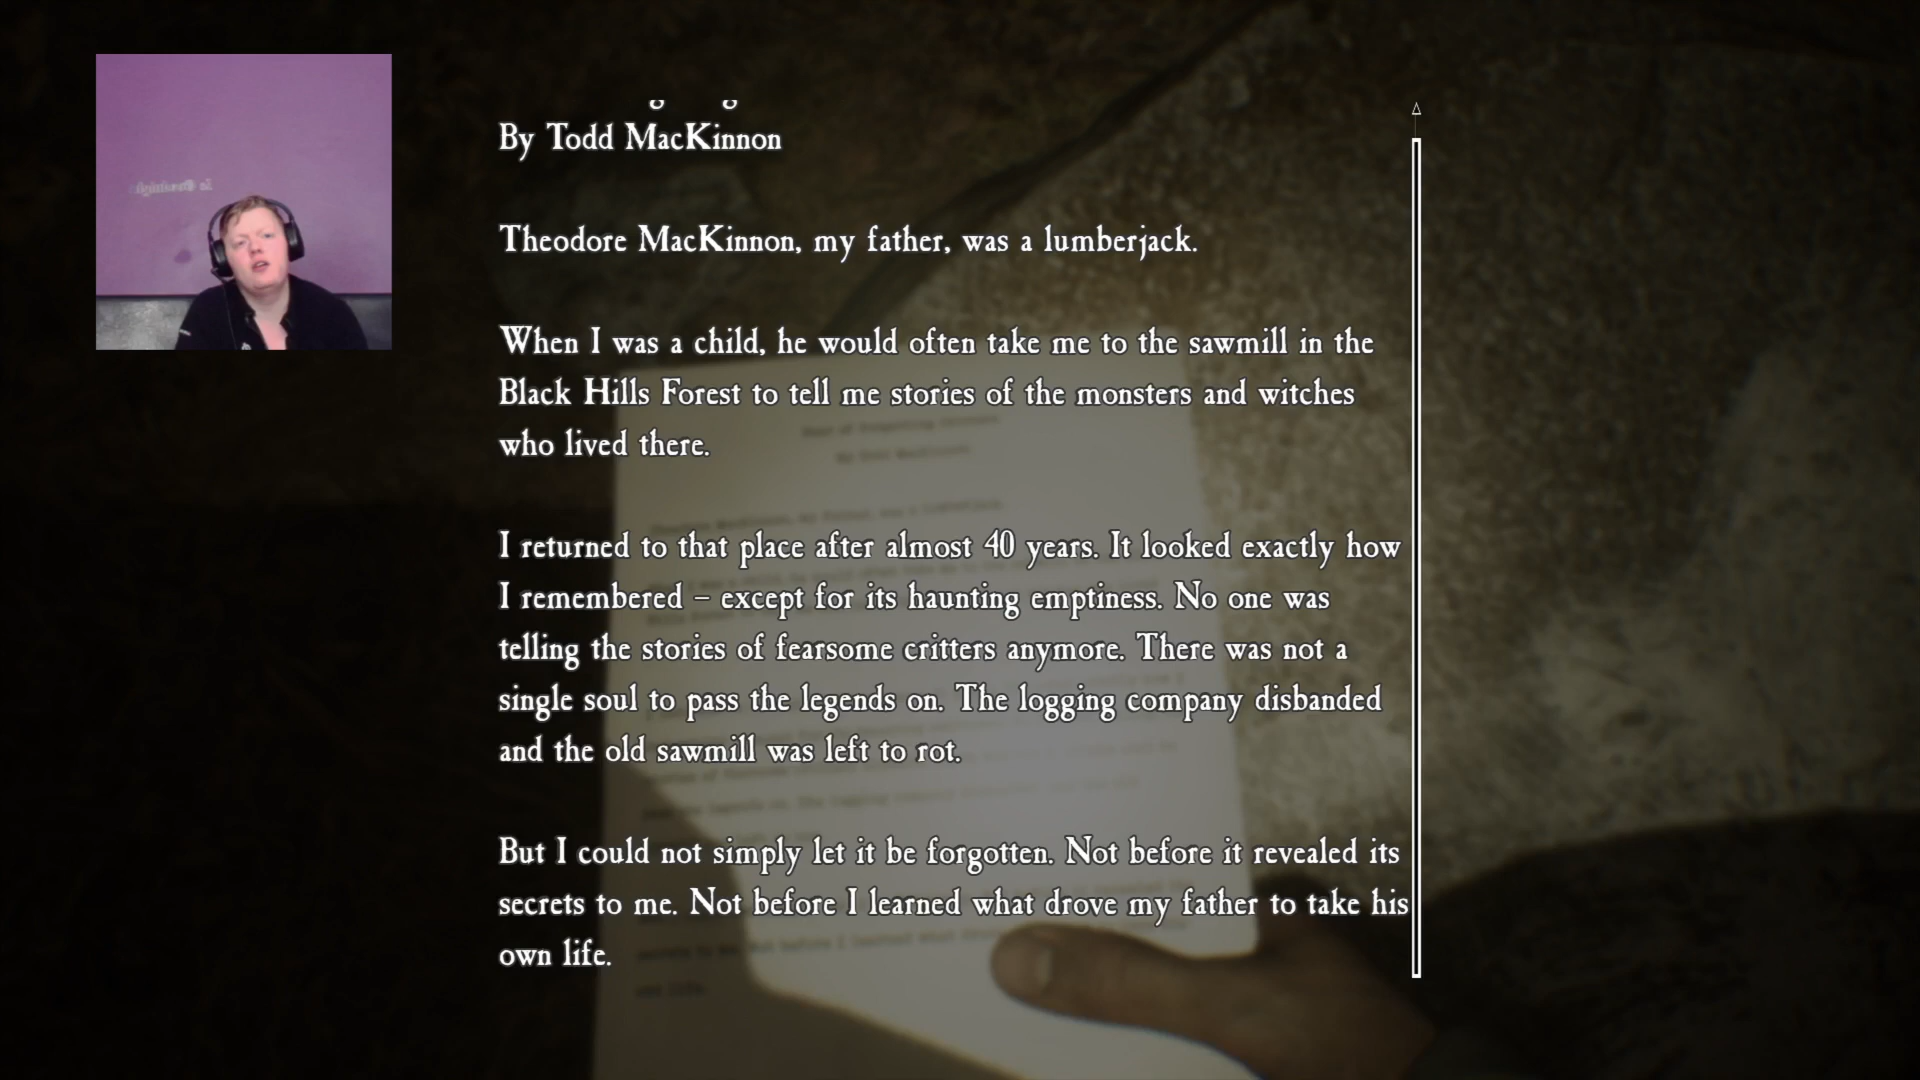 By Todd MacKinnon
Theodore MacKinnon, my father, was a lumberjack.
When I was a child, he would often take me to the sawmill in the
Black Hills Forest to tell me stories of the monsters and witches
who lived there.
I returned to that place after almost 40 years. It looked exactly how
I remembered – except for its haunting emptiness. No one was
telling the stories of fearsome critters anymore. There was not a
single soul to pass the legends on. The logging company disbanded
and the old sawmill was left to rot.
But I could not simply let it be forgotten. Not before it revealed its
secrets to me. Not before I learned what drove my father to take his
own life.